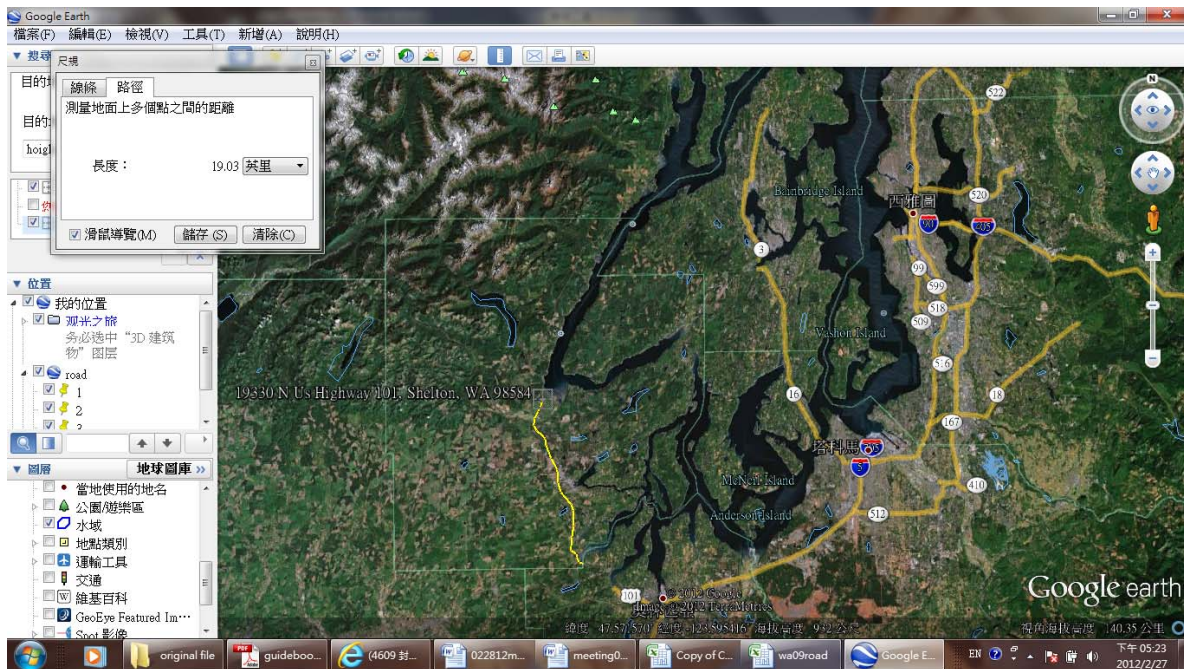 Google Earth
檔案(F) 編輯(E) 檢視(V) 工具(T) 新增(A) 說明(H)
▼ 搜尋
目的
目的
hoigl
尺規
線條 路徑
測量地面上多個點之間的距離
長度： 19.03 英里
滑鼠導覽(M) 儲存 (S) 清除(C)
▼ 位置
我的位置
观光之旅
务必选中 “3D 建筑
物” 图层
road
1
2
▼ 圖層 地球圖庫 >>
當地使用的地名
公園/遊樂區
水域
地點類別
運輸工具
交通
維基百科
GeoEye Featured Im···
Spot 影像
522
Bainbridge Island
西雅圖
520
90
405
3
99
599
518
509
Vashon Island
516
16
18
19330 N Us Highway 101, Shelton, WA 98584
167
塔科馬
705
5
McNeil Island
410
Anderson Island
512
101
© 2012 Google
Image © 2012 TerraMetrics
Google earth
緯度 47.571570° 經度 -123.595416° 海拔高度 932 公尺
視角海拔高度 140.35 公里
original file
guideboo...
(4609 封...
022812m...
meeting0...
Copy of C...
wa09road
Google E...
EN
下午 05:23
2012/2/27